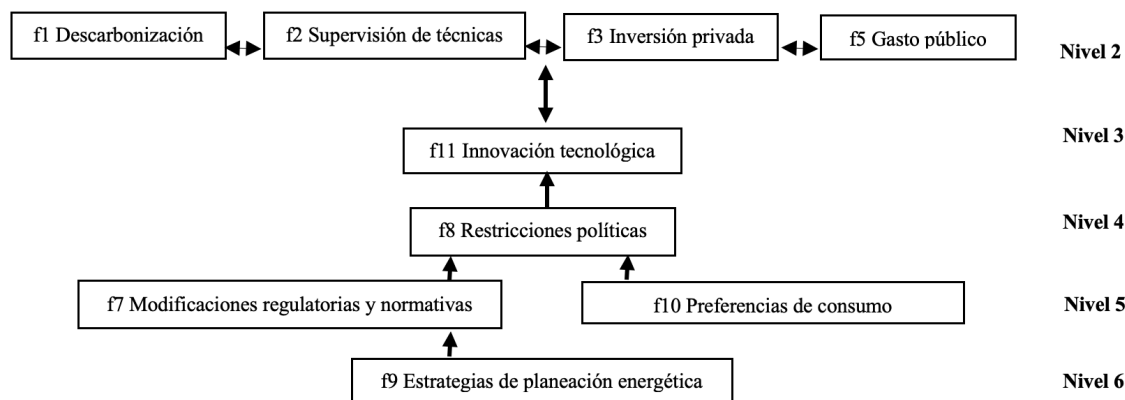 f1 Descarbonización
f2 Supervisión de técnicas
f3 Inversión privada
f5 Gasto público
Nivel 2
f11 Innovación tecnológica
Nivel 3
f8 Restricciones políticas
Nivel 4
f7 Modificaciones regulatorias y normativas
f10 Preferencias de consumo
Nivel 5
f9 Estrategias de planeación energética
Nivel 6